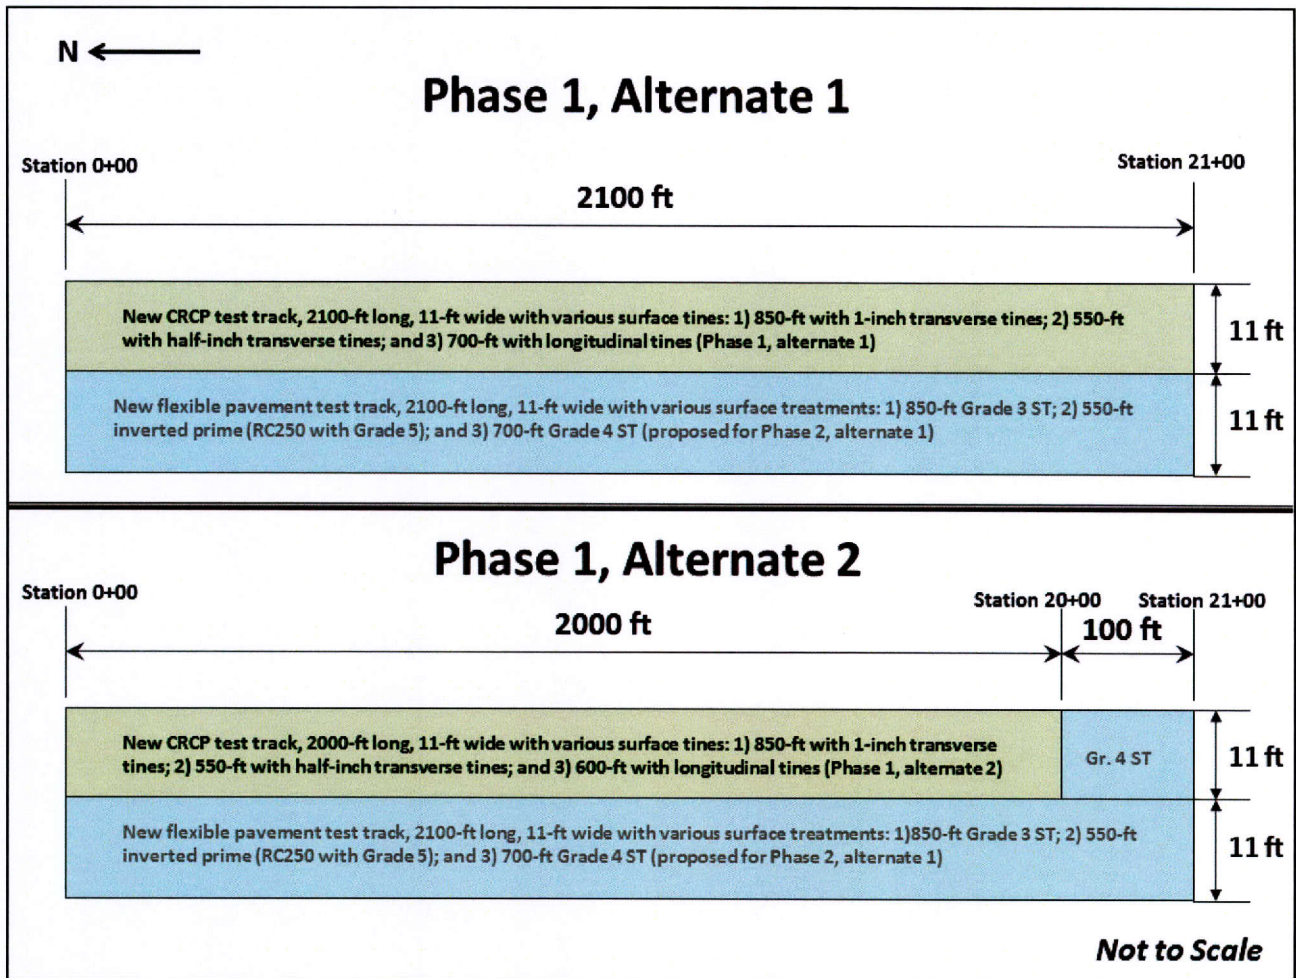 N
Phase 1, Alternate 1
Station 0+00
Station 21+00
2100 ft
New CRCP test track, 2100-ft long, 11-ft wide with various surface tines: 1) 850-ft with 1-inch transverse tines; 2) 550-ft
with half-inch transverse tines; and 3) 700-ft with longitudinal tines (Phase 1, alternate 1)
11 ft
New flexible pavement test track, 2100-ft long, 11-ft wide with various surface treatments: 1) 850-ft Grade 3 ST; 2) 550-ft
inverted prime (RC250 with Grade 5); and 3) 700-ft Grade 4 ST (proposed for Phase 2, alternate 1)
11 ft
Phase 1, Alternate 2
Station 0+00
Station 20+00
Station 21+00
2000 ft
100 ft
New CRCP test track, 2000-ft long, 11-ft wide with various surface tines: 1) 850-ft with 1-inch transverse
tines; 2) 550-ft with half-inch transverse tines; and 3) 600-ft with longitudinal tines (Phase 1, alternate 2)
Gr. 4 ST
11 ft
New flexible pavement test track, 2100-ft long, 11-ft wide with various surface treatments: 1)850-ft Grade 3 ST; 2) 550-ft
inverted prime (RC250 with Grade 5); and 3) 700-ft Grade 4 ST (proposed for Phase 2, alternate 1)
11 ft
Not to Scale